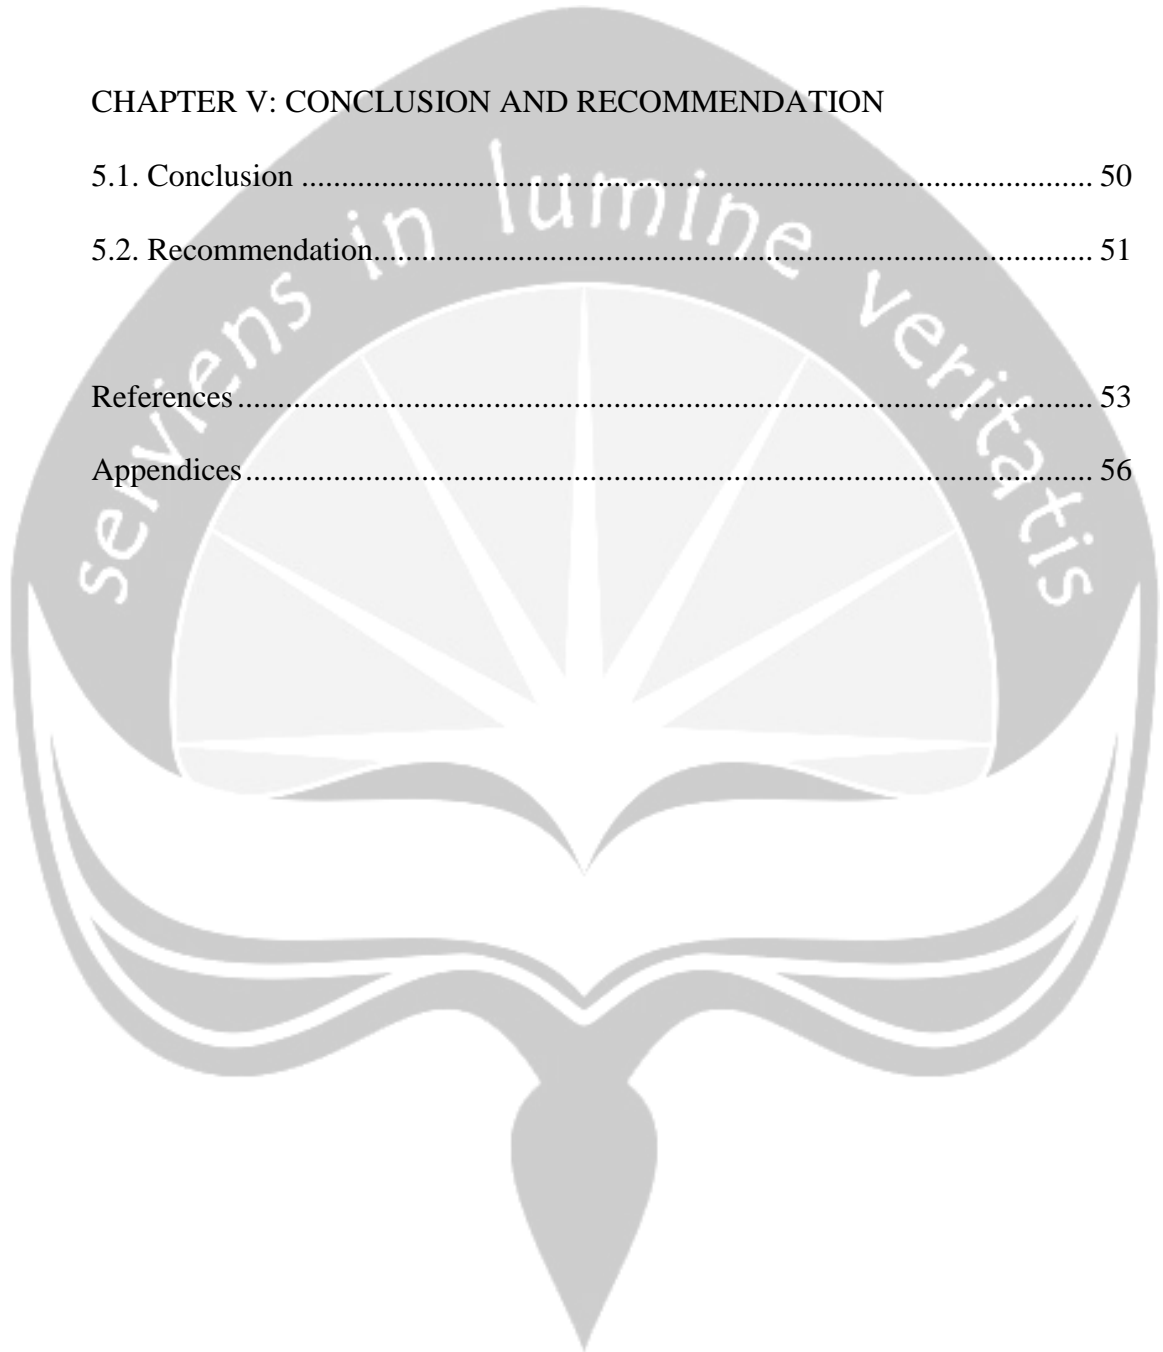 CHAPTER V: CONCLUSION AND RECOMMENDATION
5.1. Conclusion .................................................................................................... 50
5.2. Recommendation........................................................................................... 51
References ............................................................................................................ 53
Appendices ........................................................................................................... 56
serviens in lumine veritatis